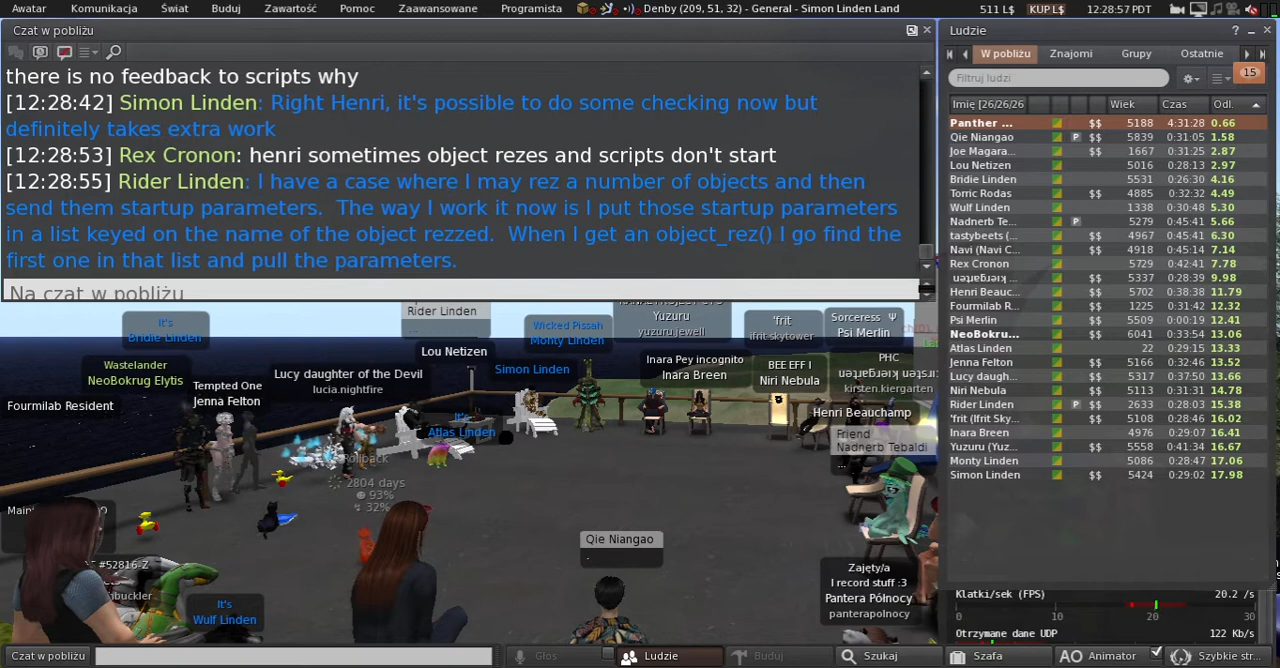 Awatar Komunikacja Świat Buduj Zawartość Pomoc Zaawansowane Programista Denby (209, 51, 32) - General - Simon Linden Land 511 L$ KUP L$ 12:28:57 PDT
Czat w pobliżu
there is no feedback to scripts why
[12:28:42] Simon Linden: Right Henri, it's possible to do some checking now but
definitely takes extra work
[12:28:53] Rex Cronon: henri sometimes object rezes and scripts don't start
[12:28:55] Rider Linden: I have a case where I may rez a number of objects and then
send them startup parameters.  The way I work it now is I put those startup parameters
in a list keyed on the name of the object rezzed.  When I get an object_rez() I go find the
first one in that list and pull the parameters.
Na czat w pobliżu
Rider Linden
Yuzuru
yuzuru.jewell
'frit
ifrit.skytower
Sorceress Ψ
Psi Merlin
It's
Bridie Linden
Wicked Pissah
Monty Linden
Lou Netizen
Simon Linden
Inara Pey incognito
Inara Breen
BEE EFF I
Niri Nebula
PHC
kirsten.kiergarten
Wastelander
NeoBokrug Elytis
Tempted One
Jenna Felton
Lucy daughter of the Devil
lucia.nightfire
Fourmilab Resident
It's
Atlas Linden
Henri Beauchamp
Friend
Nadnerb Tebaldi
...
Rollback
2804 days
93%
32%
Qie Niangao
.
#52816-Z
It's
Wulf Linden
Zajęty/a
I record stuff :3
Pantera Północy
panterapolnocy
Ludzie
W pobliżu Znajomi Grupy Ostatnie
Filtruj ludzi
15
Imię [26/26/26 Wiek Czas Odl.
Panther ... $$ 5188 4:31:28 0.66
Qie Niangao P $$ 5839 0:31:05 1.58
Joe Magara... $$ 1667 0:31:25 2.87
Lou Netizen 5016 0:28:13 2.97
Bridie Linden 5531 0:26:30 4.16
Torric Rodas $$ 4885 0:32:32 4.49
Wulf Linden 1338 0:30:48 5.30
Nadnerb Te... P 5279 0:45:41 5.66
tastybeets (... $$ 4967 0:45:41 6.30
Navi (Navi C... $$ 4918 0:45:14 7.14
Rex Cronon 5729 0:42:41 7.78
$$ 5337 0:28:39 9.98
Henri Beauc... $$ 5702 0:38:38 11.79
Fourmilab R... $$ 1225 0:31:42 12.32
Psi Merlin $$ 5509 0:00:19 12.41
NeoBokru... $$ 6041 0:33:54 13.06
Atlas Linden 22 0:29:15 13.33
Jenna Felton $$ 5166 0:32:46 13.52
Lucy daugh... $$ 5317 0:37:50 13.66
Niri Nebula $$ 5113 0:31:31 14.78
Rider Linden P 2633 0:28:03 15.38
'frit (Ifrit Sky... $$ 5108 0:28:46 16.02
Inara Breen 4976 0:29:07 16.41
Yuzuru (Yuz... $$ 5558 0:41:34 16.67
Monty Linden 5086 0:28:47 17.06
Simon Linden $$ 5424 0:29:02 17.98
Klatki/sek (FPS) 20.2 /s
0 10 20 30
Otrzymane dane UDP 122 Kb/s
Czat w pobliżu Głos Ludzie Buduj Szukaj Szafa AO Animator Szybkie str...